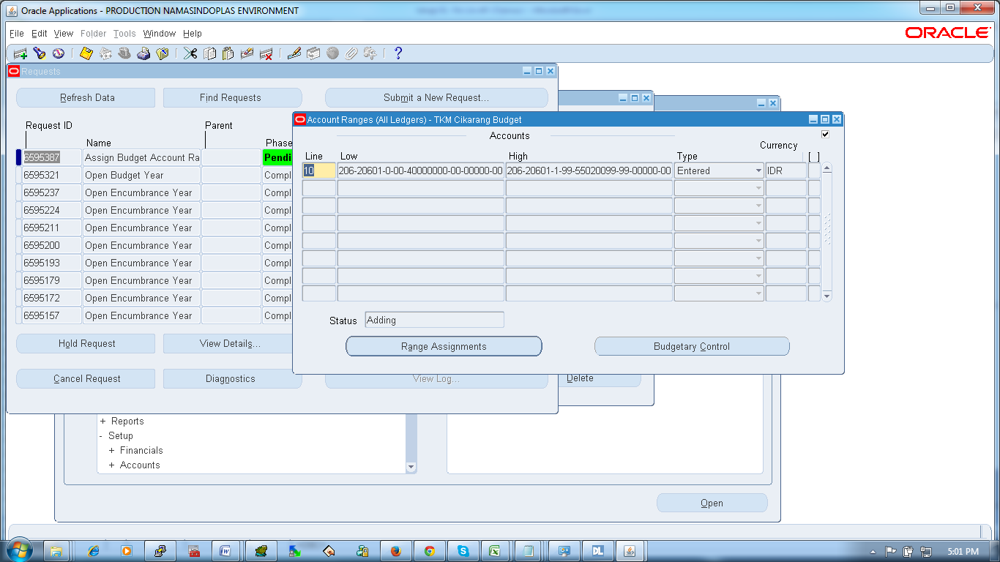 Oracle Applications - PRODUCTION NAMASINDOPLAS ENVIRONMENT
File Edit View Folder Tools Window Help
ORACLE
Requests
Refresh Data
Find Requests
Submit a New Request...
Request ID
Name
Parent
Phase
6595387 Assign Budget Account Ra Pendi
6595321 Open Budget Year Compl
6595237 Open Encumbrance Year Compl
6595224 Open Encumbrance Year Compl
6595211 Open Encumbrance Year Compl
6595200 Open Encumbrance Year Compl
6595193 Open Encumbrance Year Compl
6595179 Open Encumbrance Year Compl
6595172 Open Encumbrance Year Compl
6595157 Open Encumbrance Year Compl
Hold Request
View Details...
Cancel Request
Diagnostics
View Log...
Account Ranges (All Ledgers) - TKM Cikarang Budget
Accounts
Currency
Line Low High Type [ ]
10 206-20601-0-00-40000000-00-00000-00 206-20601-1-99-55020099-99-00000-00 Entered IDR
Status Adding
Range Assignments
Budgetary Control
Delete
+ Reports
- Setup
+ Financials
+ Accounts
Open
5:01 PM